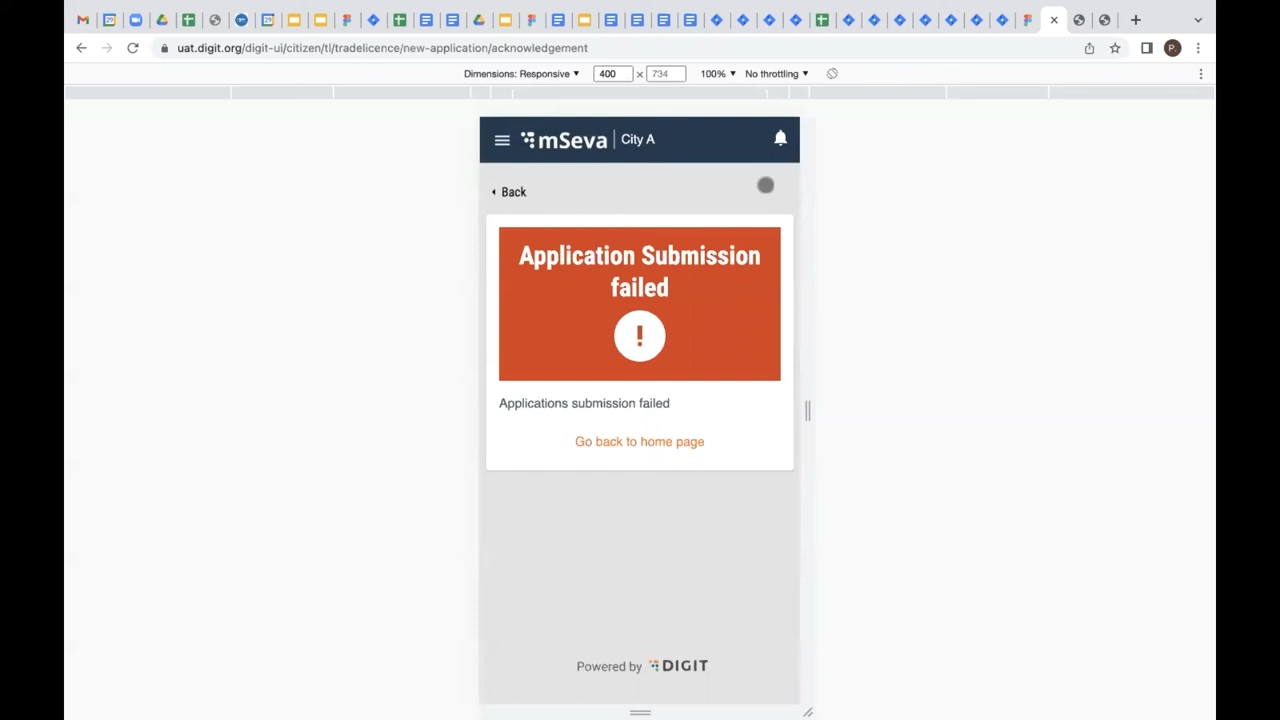 uat.digit.org/digit-ui/citizen/tl/tradelicence/new-application/acknowledgement
Dimensions: Responsive ▼ 400 × 734 100% ▼ No throttling ▼
mSeva City A
Back
Application Submission
failed
!
Applications submission failed
Go back to home page
Powered by DIGIT